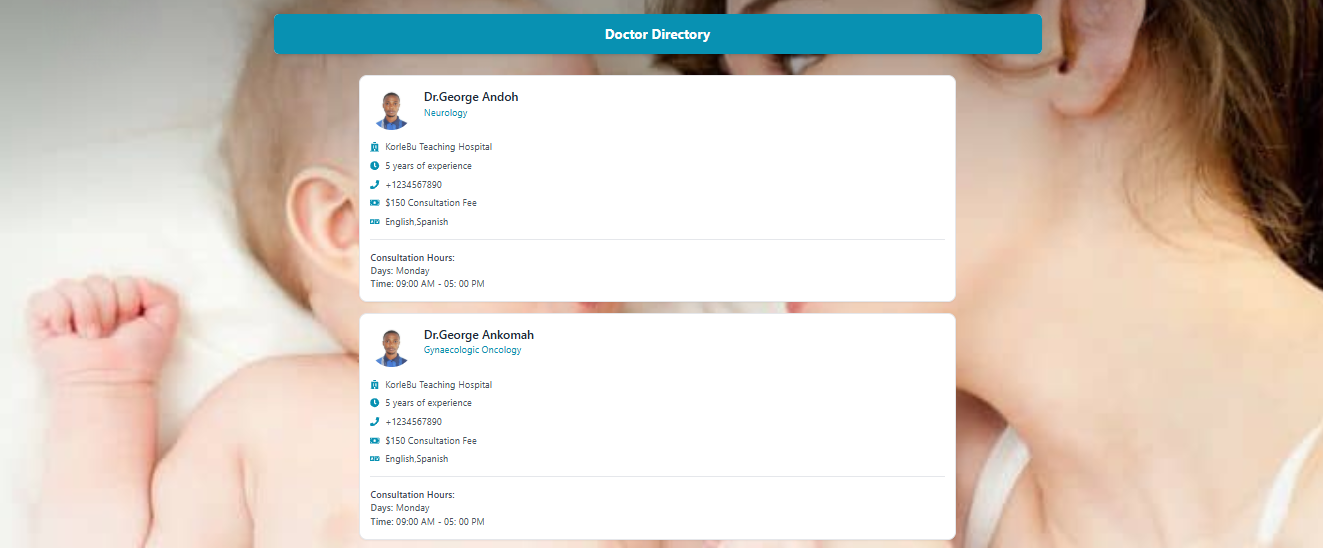 Doctor Directory
Dr.George Andoh
Neurology
KorleBu Teaching Hospital
5 years of experience
+1234567890
$150 Consultation Fee
English,Spanish
Consultation Hours:
Days: Monday
Time: 09:00 AM - 05: 00 PM
Dr.George Ankomah
Gynaecologic Oncology
KorleBu Teaching Hospital
5 years of experience
+1234567890
$150 Consultation Fee
English,Spanish
Consultation Hours:
Days: Monday
Time: 09:00 AM - 05: 00 PM